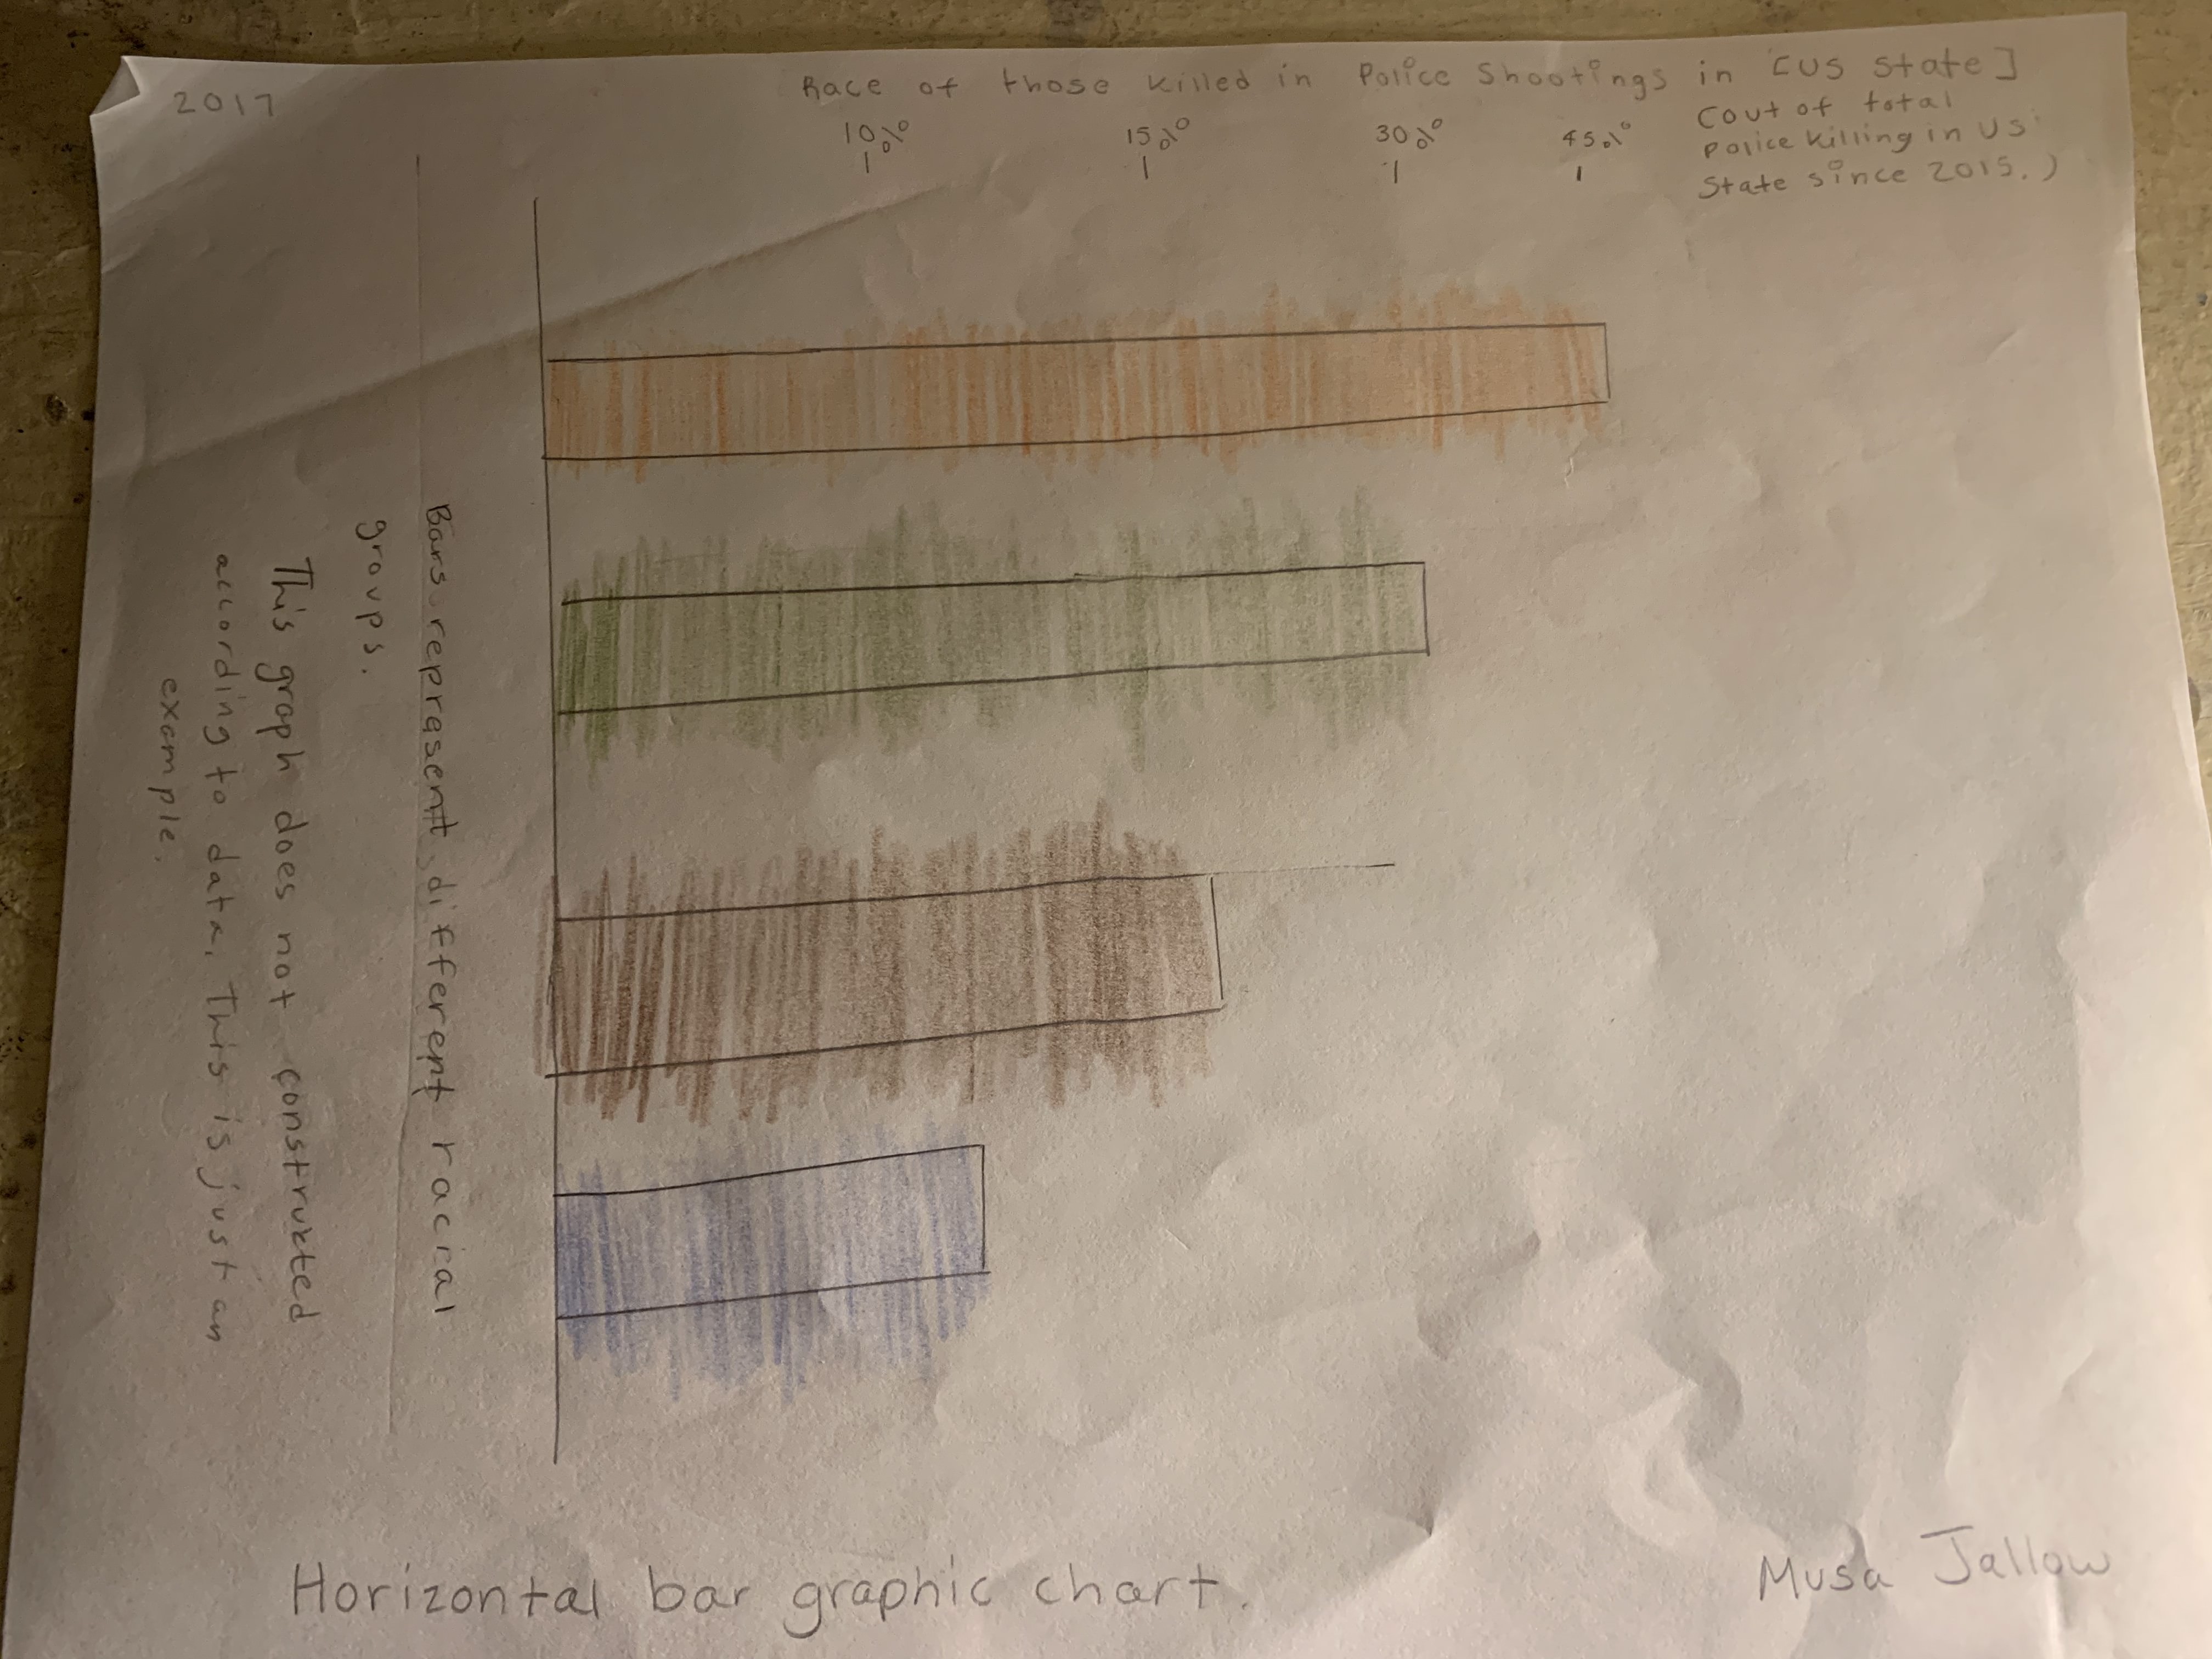 2017
Race of those killed in Police Shootings in [US State]
(out of total
police killing in US
State since 2015.)
10%
15%
30%
45%
Bars reprasent different racial
groups.
This graph does not constructed
according to data. This is just an
example.
Horizontal bar graphic chart.
Musa Jallow